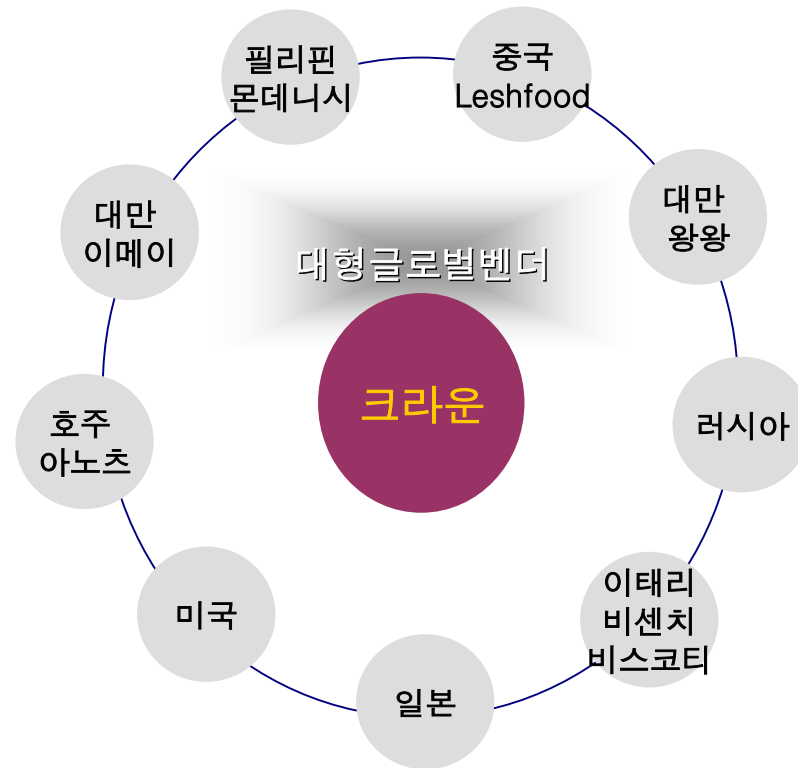 필리핀
몬데니시
중국
Leshfood
대만
이메이
대만
왕왕
대형글로벌벤더
크라운
호주
아노츠
러시아
미국
이태리
비센치
비스코티
일본